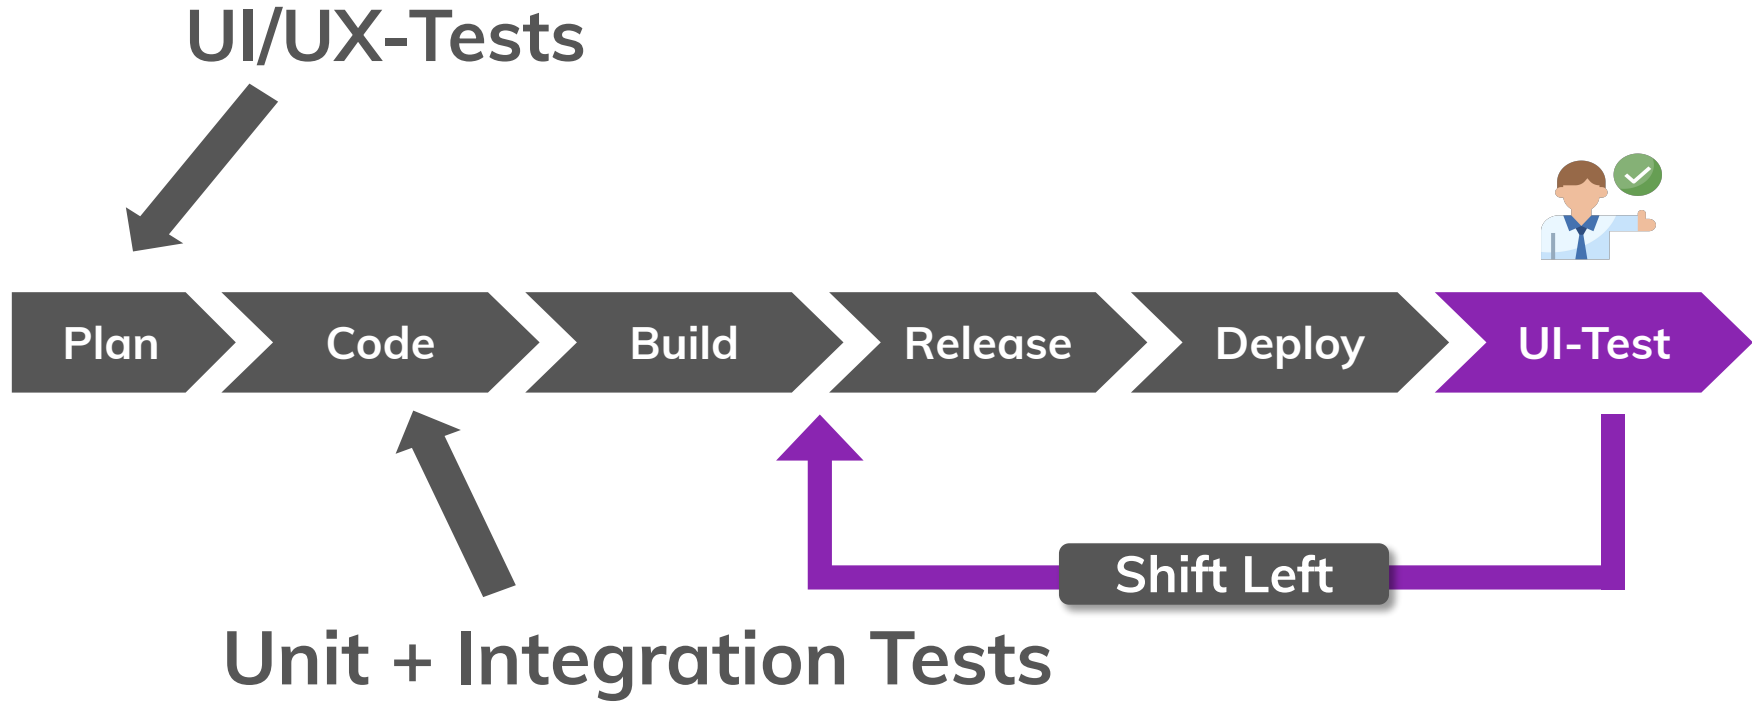 UI/UX-Tests
Plan
Code
Build
Release
Deploy
UI-Test
Shift Left
Unit + Integration Tests